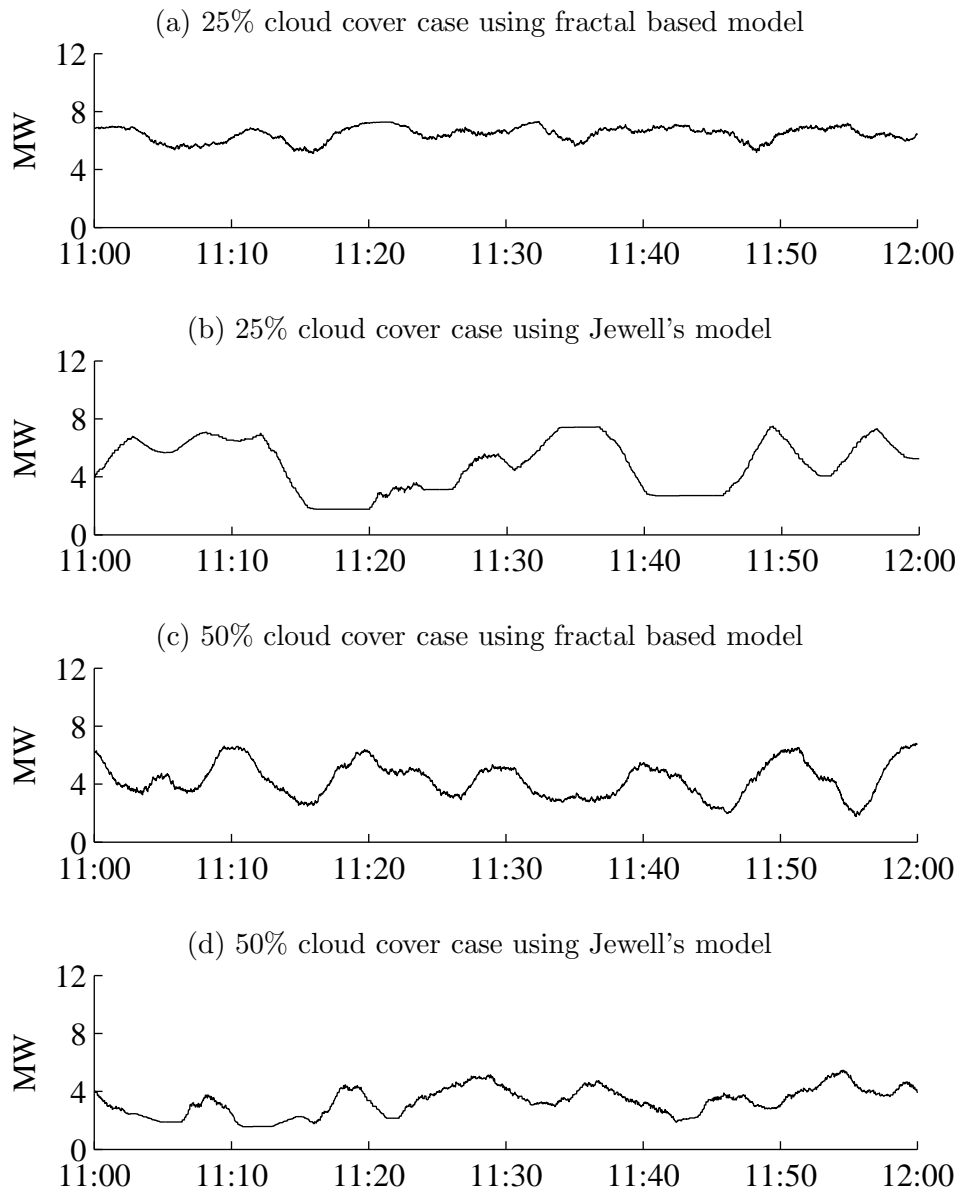 (a) 25% cloud cover case using fractal based model
12
8
4
0
MW
11:00 11:10 11:20 11:30 11:40 11:50 12:00
(b) 25% cloud cover case using Jewell's model
12
8
4
0
MW
11:00 11:10 11:20 11:30 11:40 11:50 12:00
(c) 50% cloud cover case using fractal based model
12
8
4
0
MW
11:00 11:10 11:20 11:30 11:40 11:50 12:00
(d) 50% cloud cover case using Jewell's model
12
8
4
0
MW
11:00 11:10 11:20 11:30 11:40 11:50 12:00